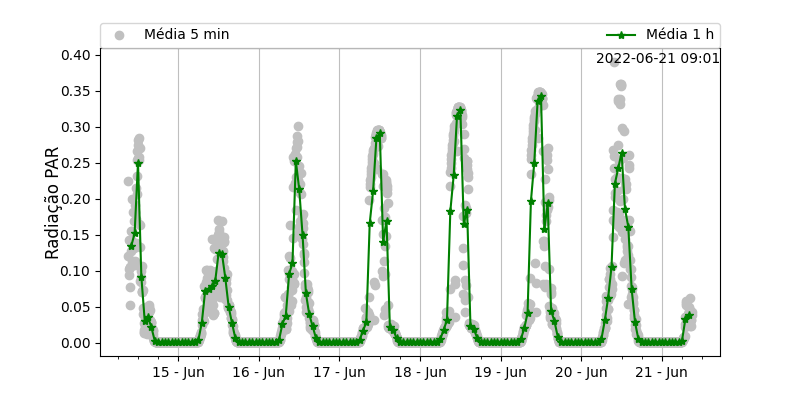 Média 5 min
Média 1 h
2022-06-21 09:01
0.40
0.35
0.30
0.25
0.20
0.15
0.10
0.05
0.00
Radiação PAR
15 - Jun
16 - Jun
17 - Jun
18 - Jun
19 - Jun
20 - Jun
21 - Jun